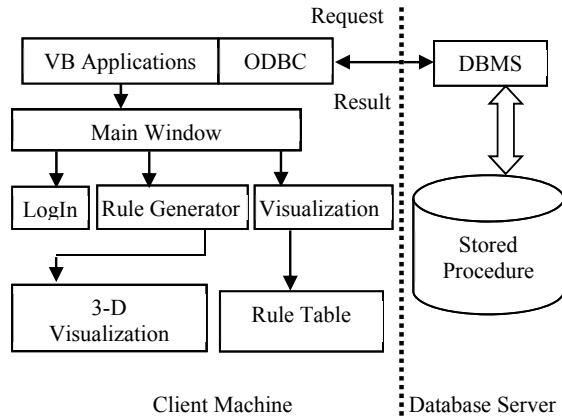 Request
VB Applications
ODBC
DBMS
Result
Main Window
LogIn
Rule Generator
Visualization
Stored
Procedure
3-D
Visualization
Rule Table
Client Machine
Database Server